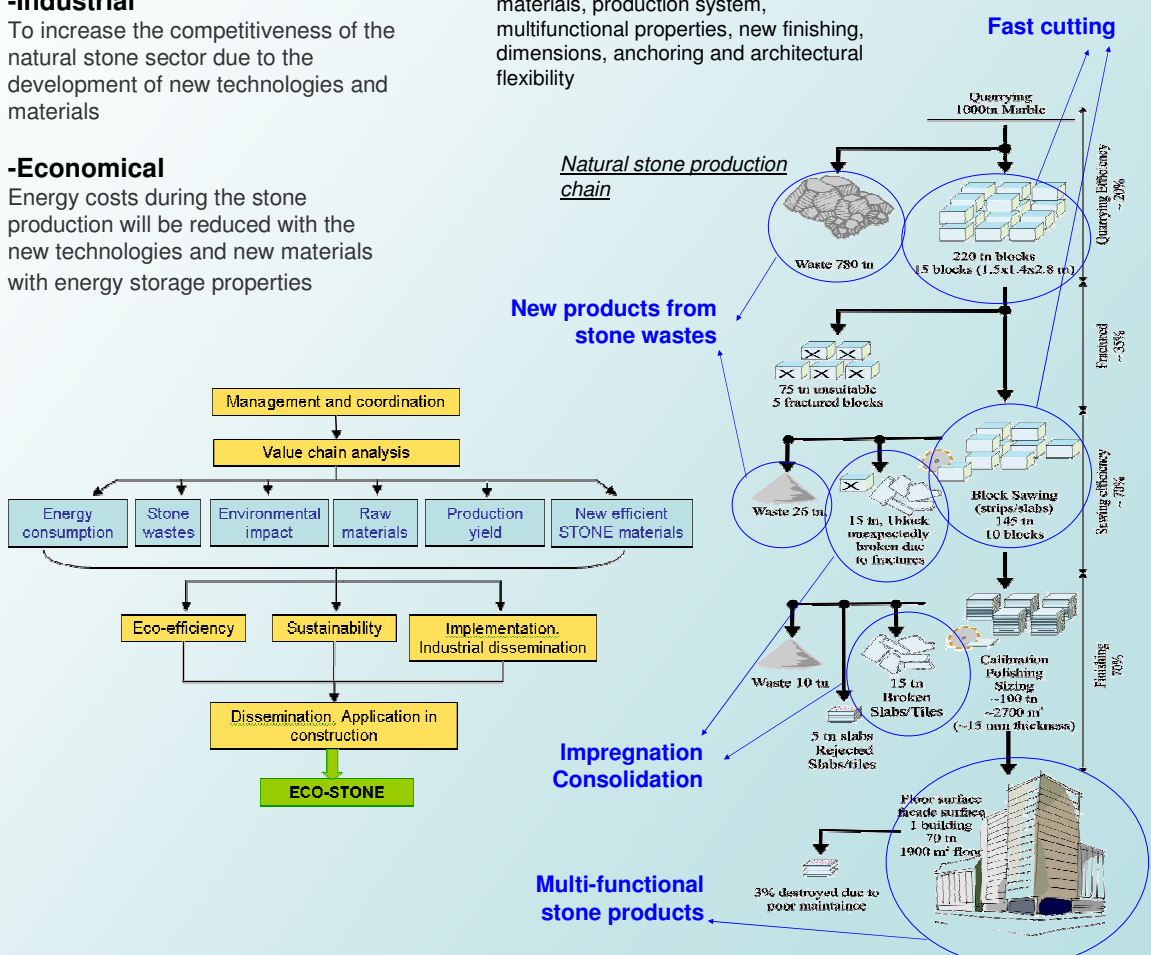 -Industrial
To increase the competitiveness of the
natural stone sector due to the
development of new technologies and
materials
-Economical
Energy costs during the stone
production will be reduced with the
new technologies and new materials
with energy storage properties
materials, production system,
multifunctional properties, new finishing,
dimensions, anchoring and architectural
flexibility
Fast cutting
Natural stone production
chain
Quarrying
1000tn Marble
Quarrying Efficiency
~ 20%
Waste 780 tn
220 tn blocks
15 blocks (1.5x1.4x2.8 m)
New products from
stone wastes
Fractured
~ 35%
75 tn unsuitable
5 fractured blocks
Sawing efficiency
~ 70%
Waste 25 tn
15 tn, 1block
unexpectedly
broken due
to fractures
Block Sawing
(strips/slabs)
145 tn
10 blocks
Finishing
70%
Waste 10 tn
5 tn slabs
Rejected
Slabs/tiles
15 tn
Broken
Slabs/Tiles
Calibration
Polishing
Sizing
~100 tn
~2700 m²
(~15 mm thickness)
Impregnation
Consolidation
Floor surface
facade surface
1 building
70 tn
1900 m² floor
3% destroyed due to
poor maintaince
Multi-functional
stone products
Management and coordination
Value chain analysis
Energy
consumption
Stone
wastes
Environmental
impact
Raw
materials
Production
yield
New efficient
STONE materials
Eco-efficiency
Sustainability
Implementation.
Industrial dissemination
Dissemination. Application in
construction
ECO-STONE